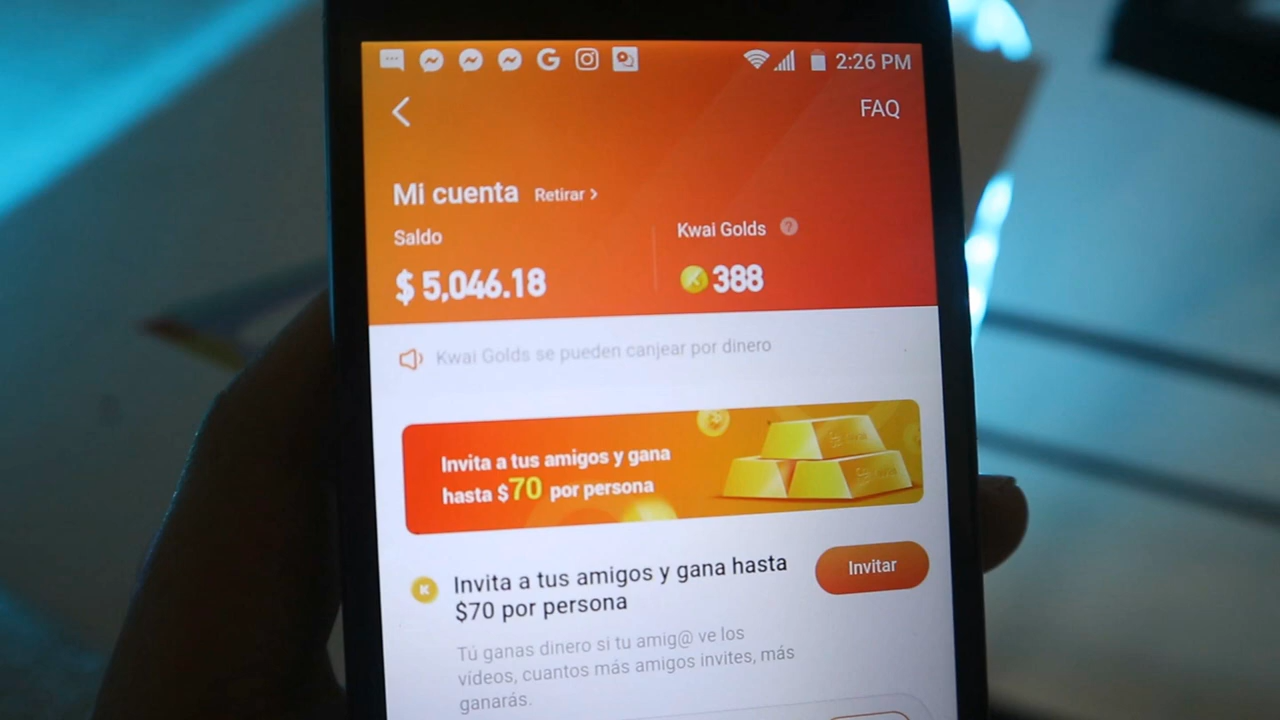 2:26 PM
FAQ
Mi cuenta Retirar >
Saldo
Kwai Golds ?
$ 5,046.18
388
Kwai Golds se pueden canjear por dinero
Invita a tus amigos y gana
hasta $70 por persona
Invita a tus amigos y gana hasta
$70 por persona
Invitar
Tú ganas dinero si tu amig@ ve los
vídeos, cuantos más amigos invites, más
ganarás.